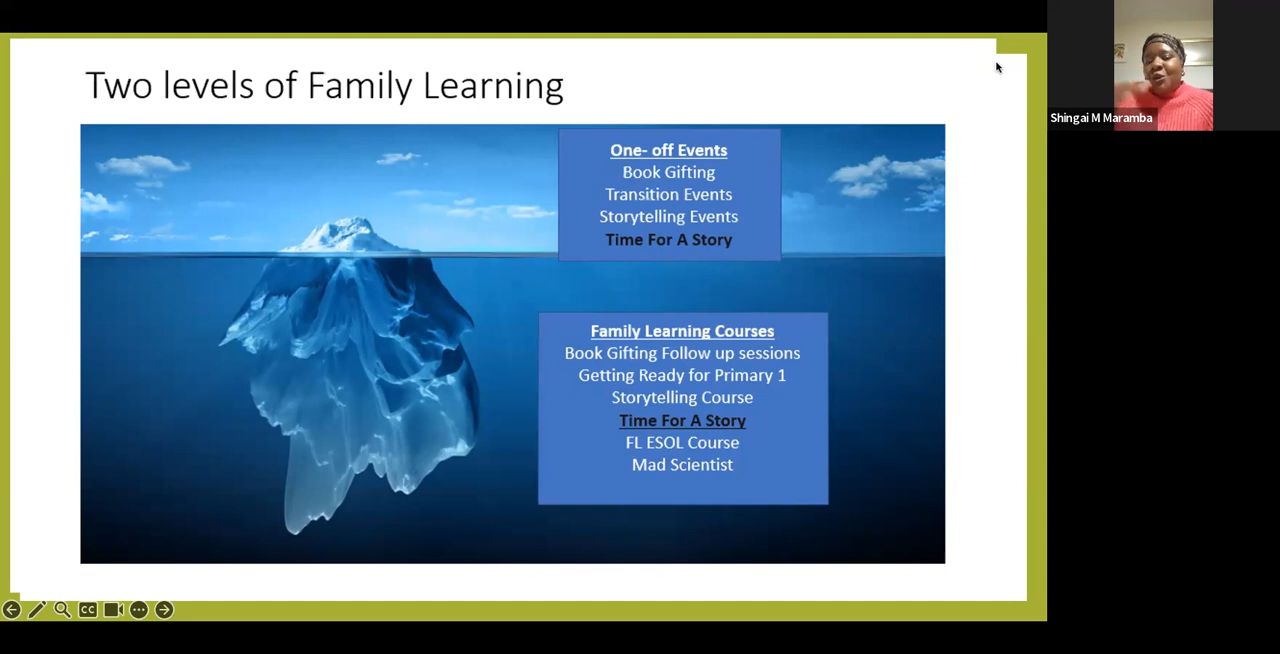 Two levels of Family Learning
One- off Events
Book Gifting
Transition Events
Storytelling Events
Time For A Story
Family Learning Courses
Book Gifting Follow up sessions
Getting Ready for Primary 1
Storytelling Course
Time For A Story
FL ESOL Course
Mad Scientist
Shingai M Maramba
CC